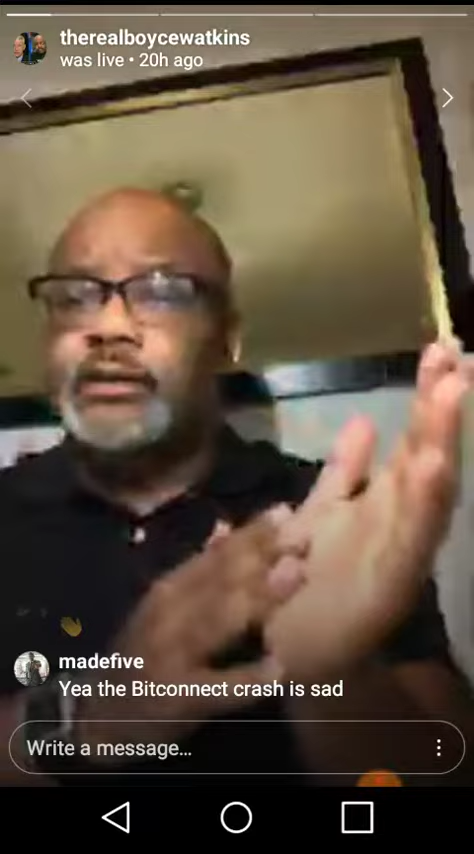 therealboycewatkins
was live • 20h ago
madefive
Yea the Bitconnect crash is sad
Write a message...